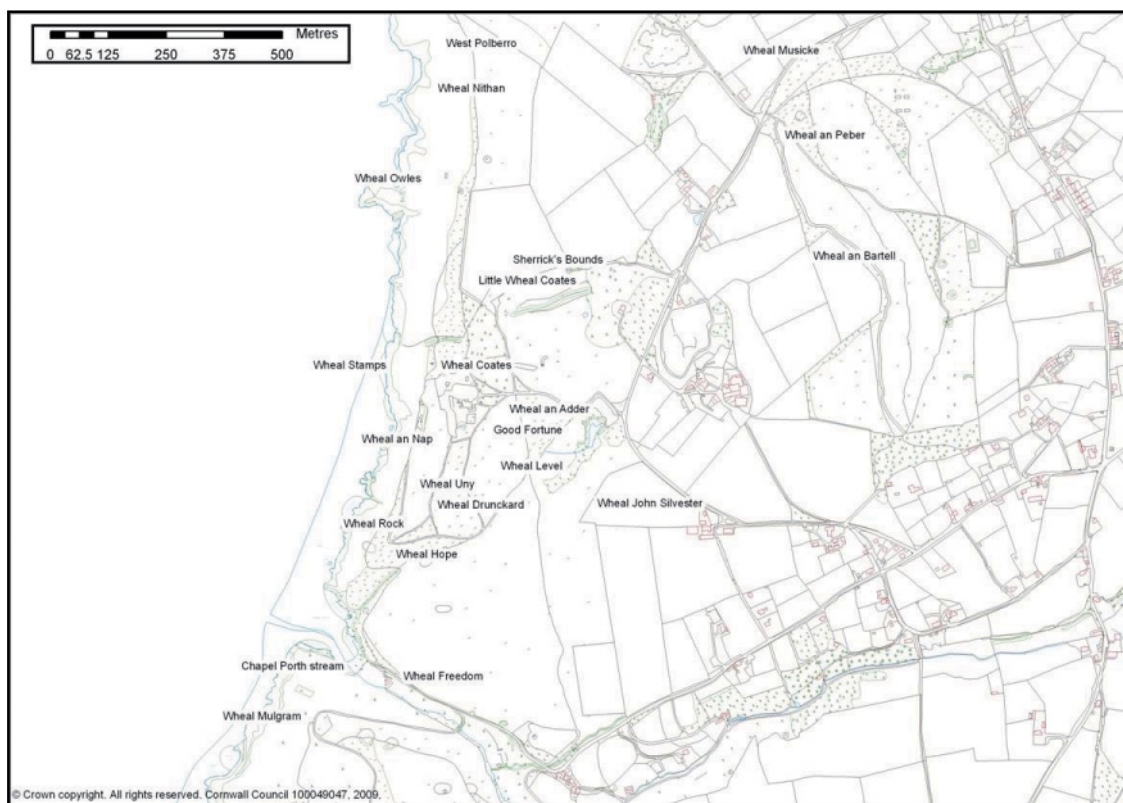 Metres
0 62.5 125 250 375 500
West Polberro
Wheal Musicke
Wheal Nithan
Wheal an Peber
Wheal Owles
Wheal an Bartell
Sherrick's Bounds
Little Wheal Coates
Wheal Stamps
Wheal Coates
Wheal an Adder
Good Fortune
Wheal an Nap
Wheal Level
Wheal Uny
Wheal Drunckard
Wheal John Silvester
Wheal Rock
Wheal Hope
Chapel Porth stream
Wheal Freedom
Wheal Mulgram
© Crown copyright. All rights reserved. Cornwall Council 100049047, 2009.